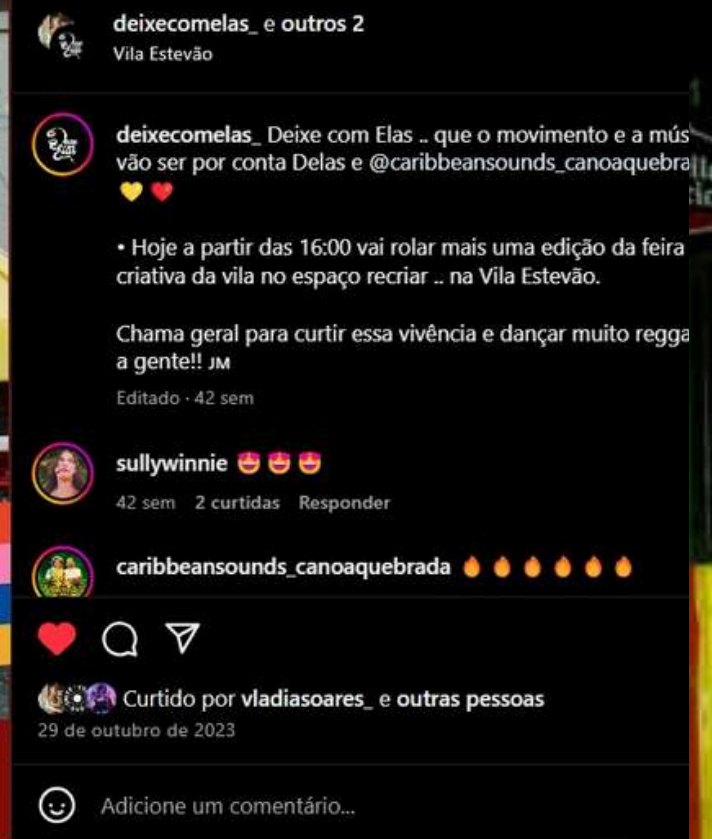 deixecomelas_ e outros 2
Vila Estevão
deixecomelas_ Deixe com Elas .. que o movimento e a mús
vão ser por conta Delas e @caribbeansounds_canoaquebra
💛 ❤️
• Hoje a partir das 16:00 vai rolar mais uma edição da feira
criativa da vila no espaço recriar .. na Vila Estevão.
Chama geral para curtir essa vivência e dançar muito regga
a gente!! ᴊᴍ
Editado · 42 sem
sullywinnie 🤩 🤩 🤩
42 sem 2 curtidas Responder
caribbeansounds_canoaquebrada 🔥 🔥 🔥 🔥 🔥 🔥
Curtido por vladiasoares_ e outras pessoas
29 de outubro de 2023
Adicione um comentário...